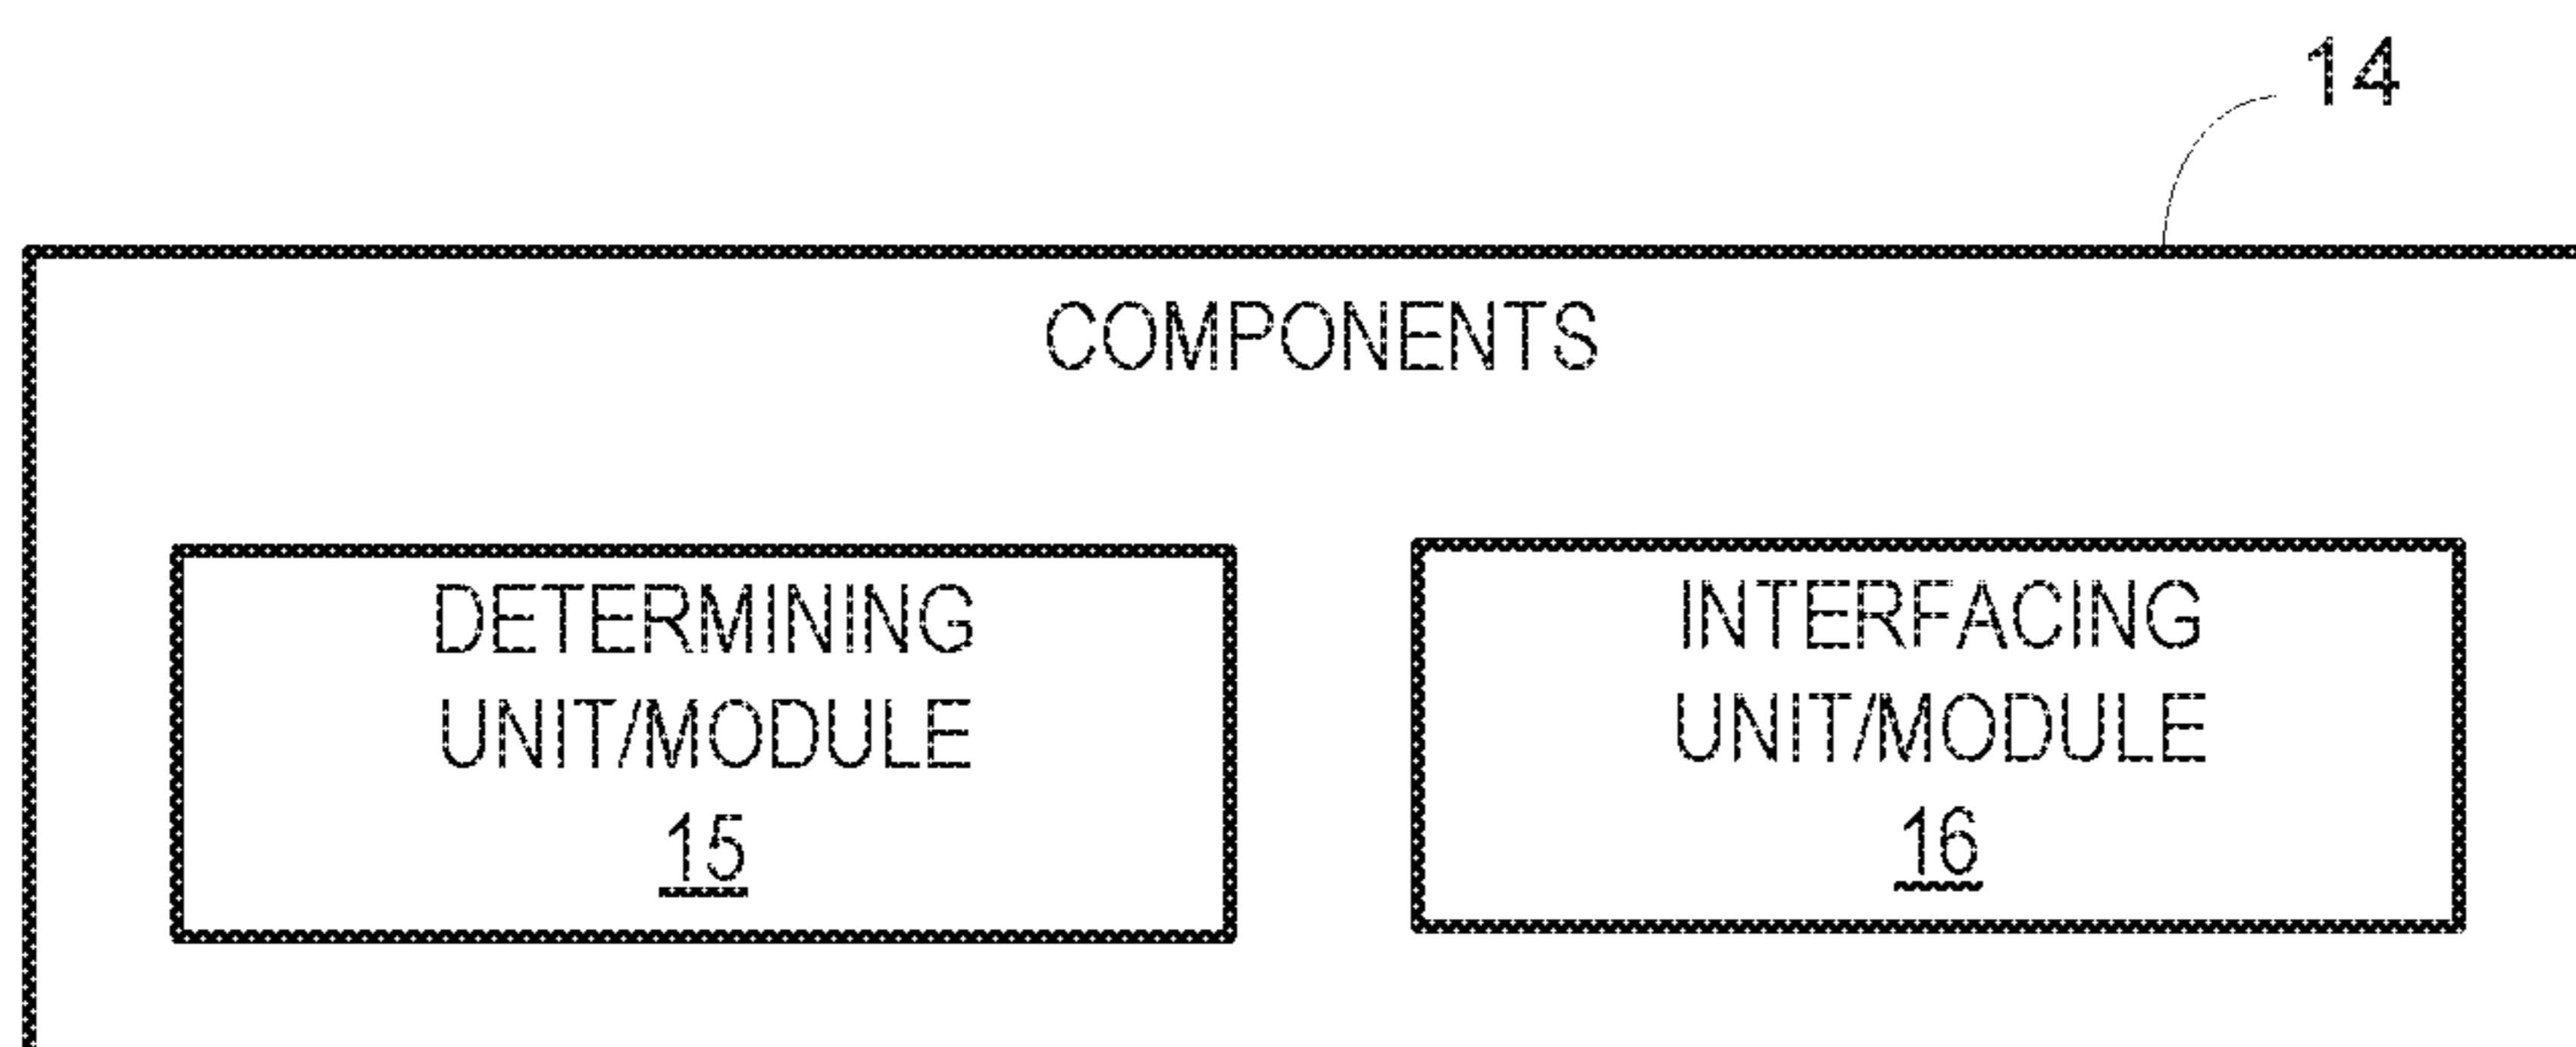 14
COMPONENTS
DETERMINING
UNIT/MODULE
15
INTERFACING
UNIT/MODULE
16